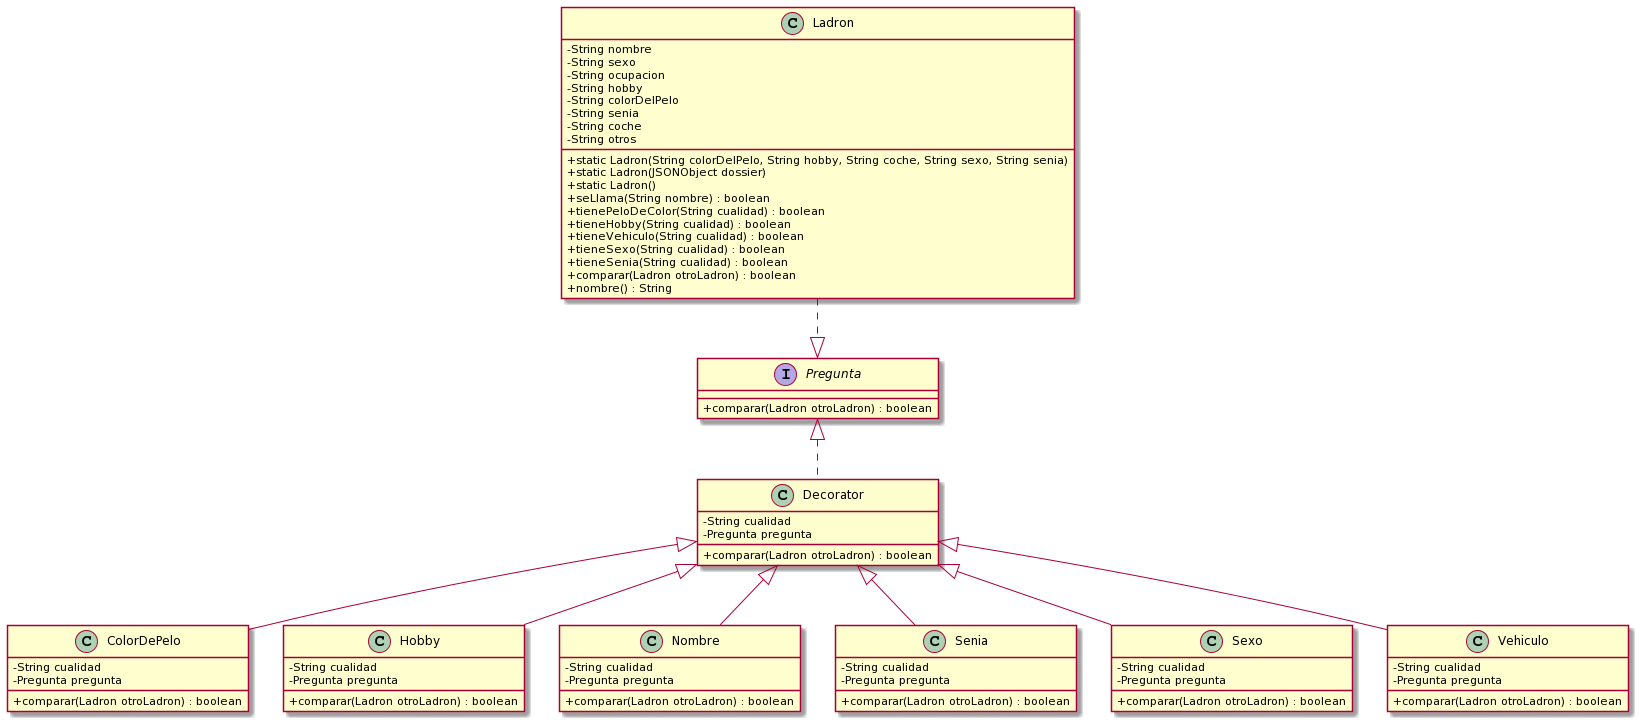 C Ladron
-String nombre
-String sexo
-String ocupacion
-String hobby
-String colorDelPelo
-String senia
-String coche
-String otros
+static Ladron(String colorDelPelo, String hobby, String coche, String sexo, String senia)
+static Ladron(JSONObject dossier)
+static Ladron()
+seLlama(String nombre) : boolean
+tienePeloDeColor(String cualidad) : boolean
+tieneHobby(String cualidad) : boolean
+tieneVehiculo(String cualidad) : boolean
+tieneSexo(String cualidad) : boolean
+tieneSenia(String cualidad) : boolean
+comparar(Ladron otroLadron) : boolean
+nombre() : String
I Pregunta
+comparar(Ladron otroLadron) : boolean
C Decorator
-String cualidad
-Pregunta pregunta
+comparar(Ladron otroLadron) : boolean
C ColorDePelo
-String cualidad
-Pregunta pregunta
+comparar(Ladron otroLadron) : boolean
C Hobby
-String cualidad
-Pregunta pregunta
+comparar(Ladron otroLadron) : boolean
C Nombre
-String cualidad
-Pregunta pregunta
+comparar(Ladron otroLadron) : boolean
C Senia
-String cualidad
-Pregunta pregunta
+comparar(Ladron otroLadron) : boolean
C Sexo
-String cualidad
-Pregunta pregunta
+comparar(Ladron otroLadron) : boolean
C Vehiculo
-String cualidad
-Pregunta pregunta
+comparar(Ladron otroLadron) : boolean